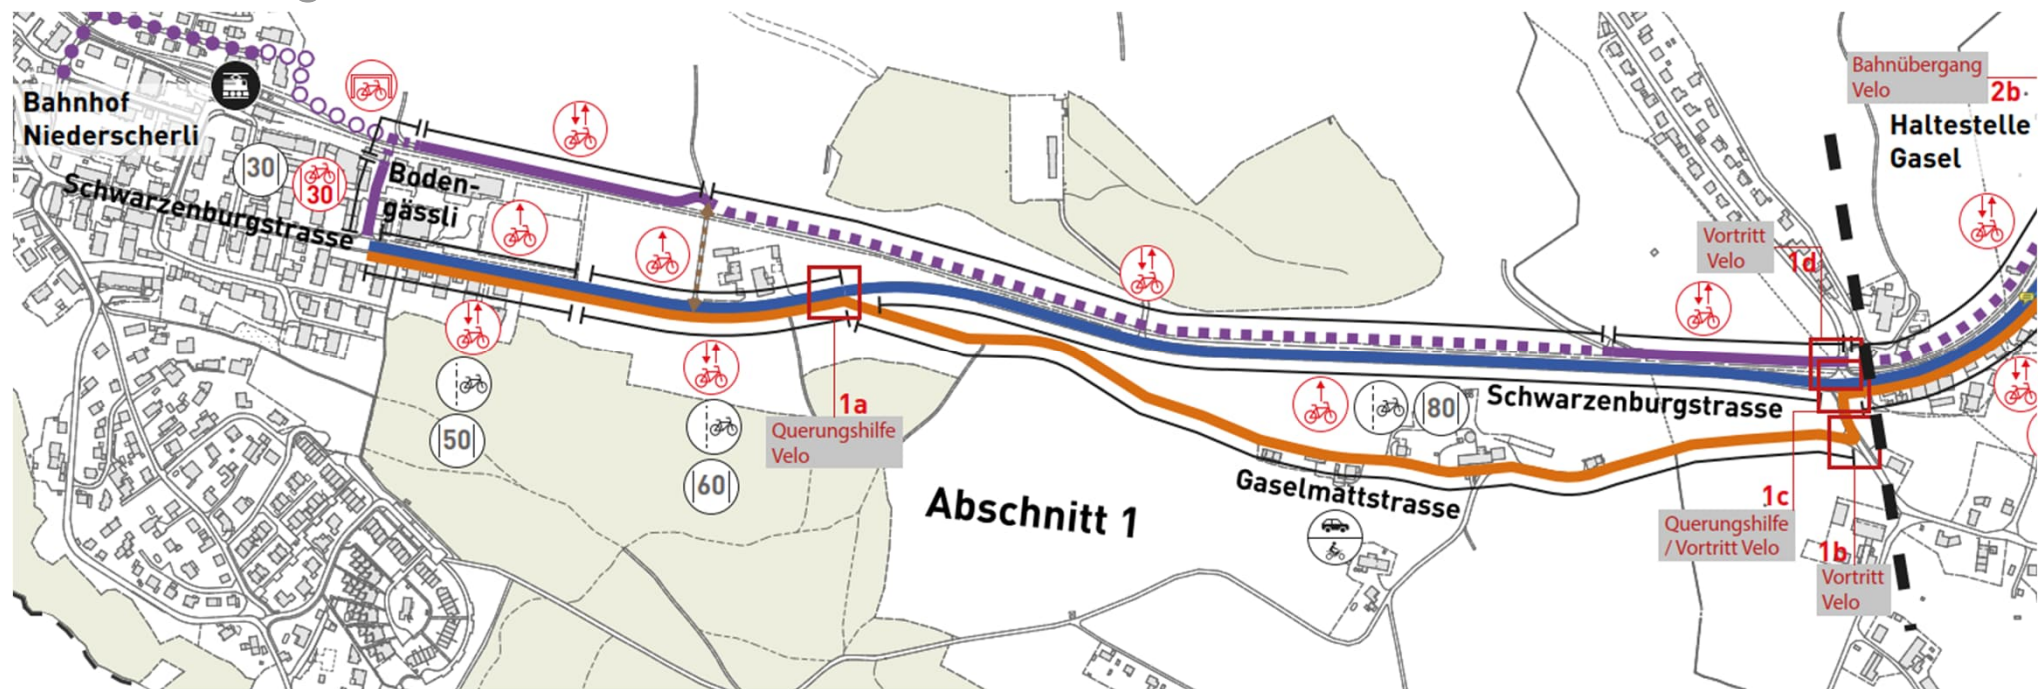 Bahnhof
Niederscherli
|30|
30
Schwarzenburgstrasse
Boden-
gässli
|50|
|60|
1a
Querungshilfe
Velo
Abschnitt 1
|80|
Schwarzenburgstrasse
Gaselmattstrasse
Vortritt
Velo
1d
Bahnübergang
Velo
2b
Haltestelle
Gasel
1c
Querungshilfe
/ Vortritt Velo
1b
Vortritt
Velo